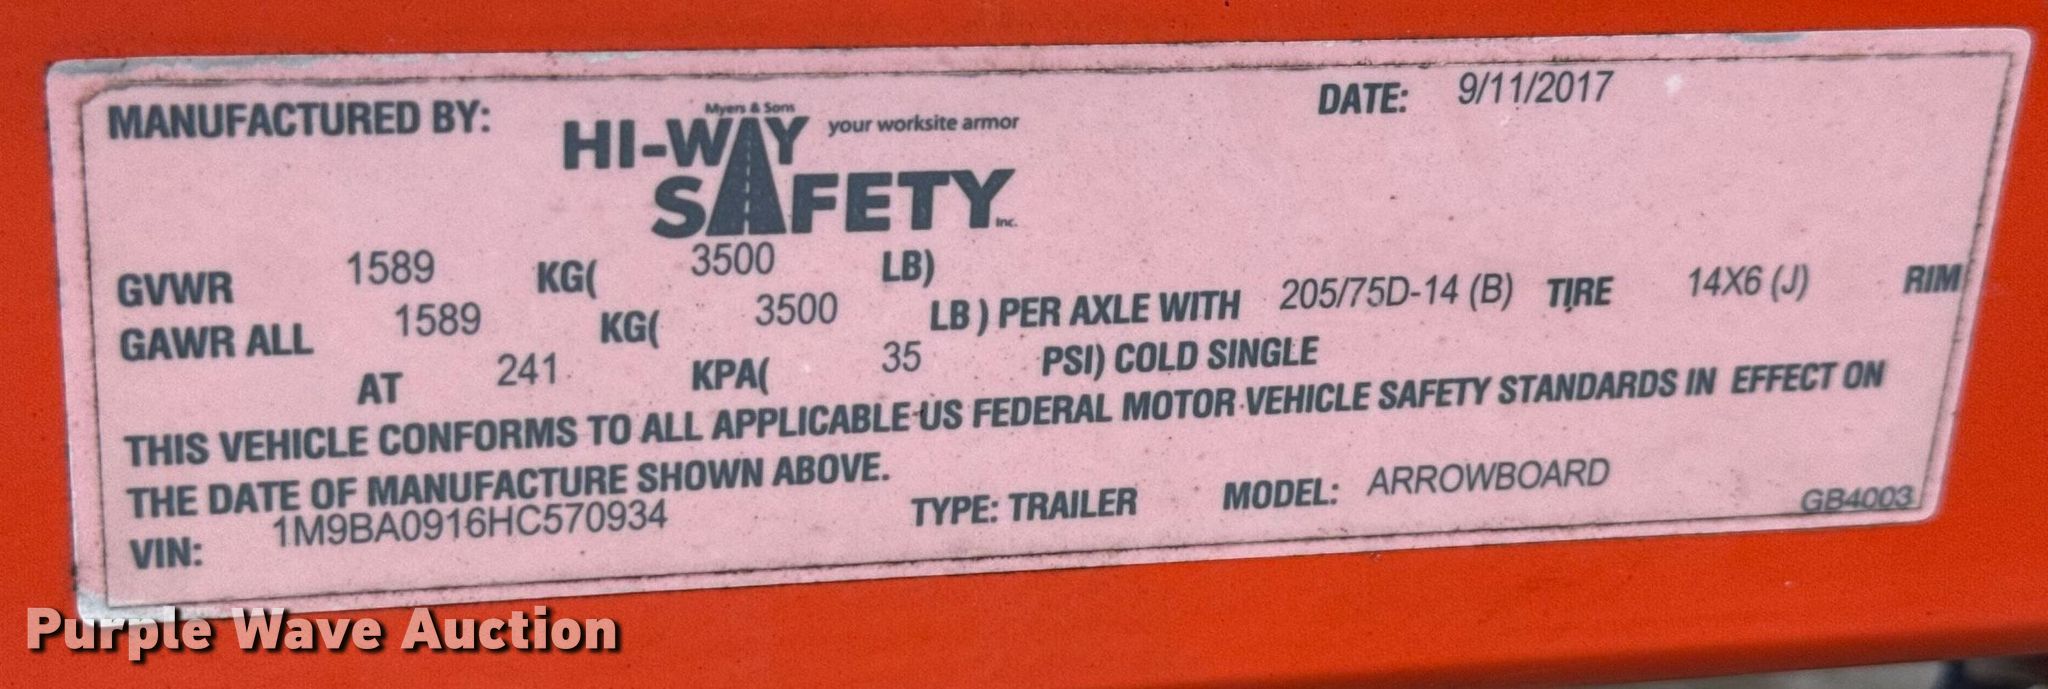 MANUFACTURED BY: Myers & Sons HI-WAY SAFETY Inc. your worksite armor DATE: 9/11/2017
GVWR 1589 KG( 3500 LB)
GAWR ALL 1589 KG( 3500 LB ) PER AXLE WITH 205/75D-14 (B) TIRE 14X6 (J) RIM
AT 241 KPA( 35 PSI) COLD SINGLE
THIS VEHICLE CONFORMS TO ALL APPLICABLE US FEDERAL MOTOR VEHICLE SAFETY STANDARDS IN EFFECT ON
THE DATE OF MANUFACTURE SHOWN ABOVE.
VIN: 1M9BA0916HC570934 TYPE: TRAILER MODEL: ARROWBOARD GB4003
Purple Wave Auction